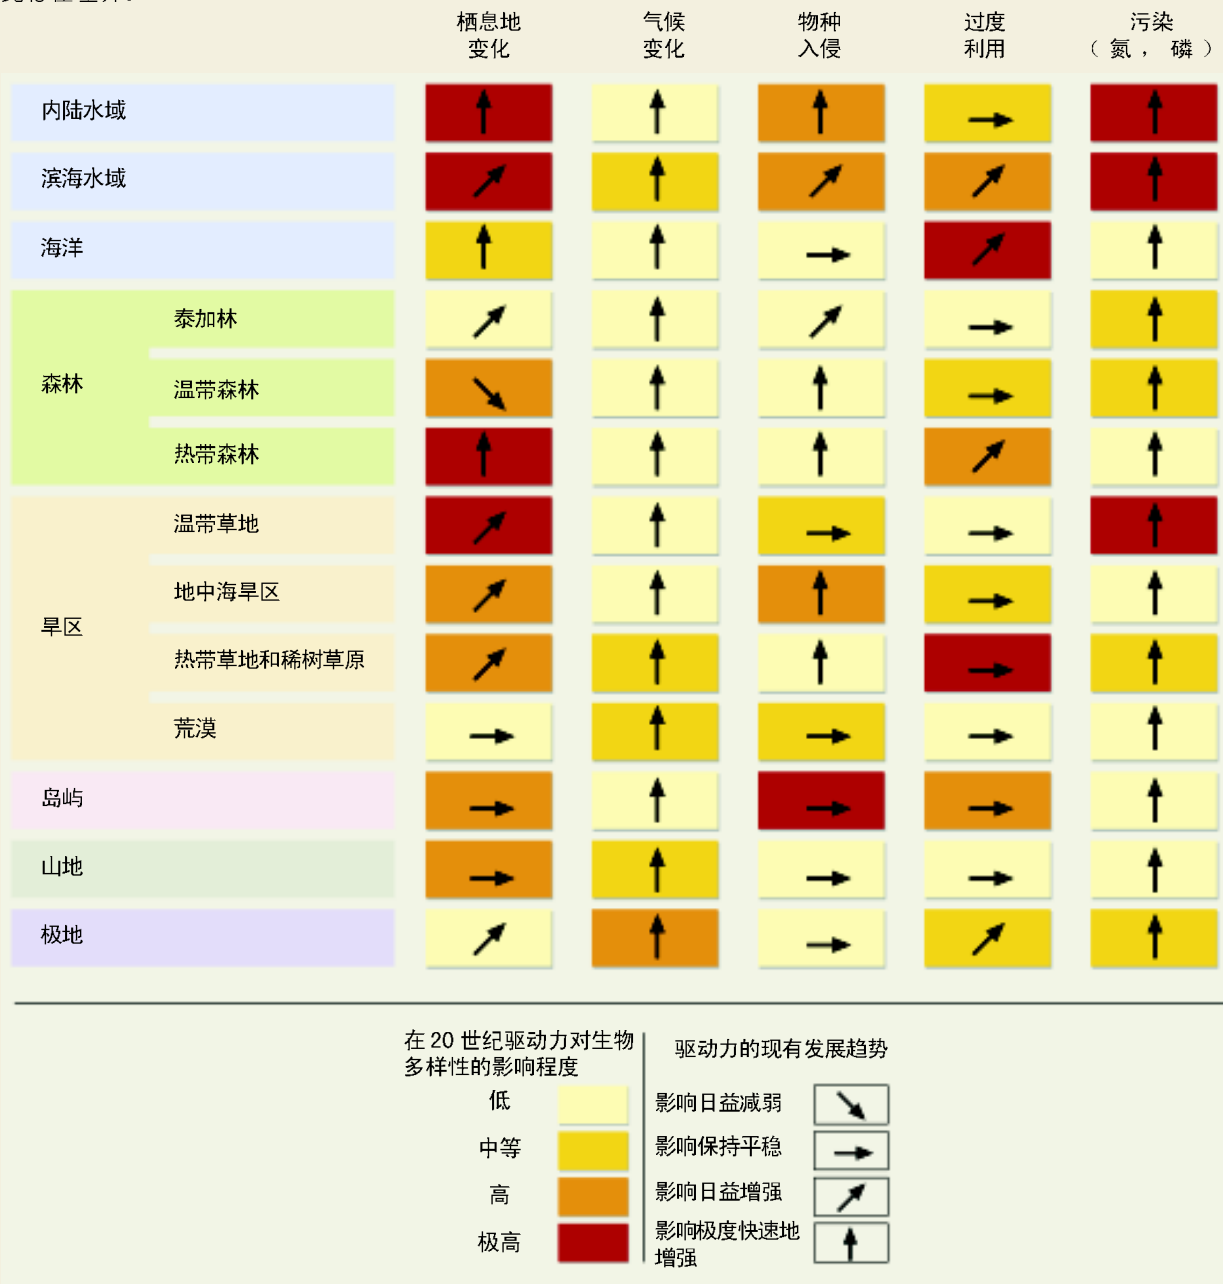 栖息地
变化
气候
变化
物种
入侵
过度
利用
污染
（氮，磷）
内陆水域
滨海水域
海洋
森林
泰加林
温带森林
热带森林
旱区
温带草地
地中海旱区
热带草地和稀树草原
荒漠
岛屿
山地
极地
在20世纪驱动力对生物
多样性的影响程度
低
中等
高
极高
驱动力的现有发展趋势
影响日益减弱
影响保持平稳
影响日益增强
影响极度快速地
增强